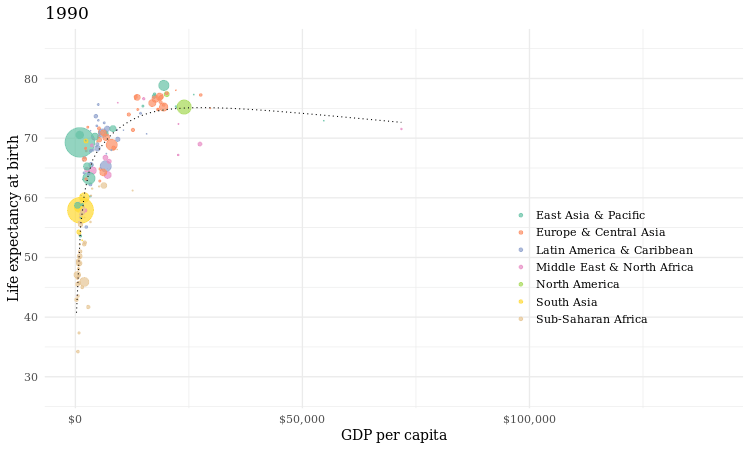 1990
Life expectancy at birth
80
70
60
50
40
30
East Asia & Pacific
Europe & Central Asia
Latin America & Caribbean
Middle East & North Africa
North America
South Asia
Sub-Saharan Africa
$0
$50,000
$100,000
GDP per capita